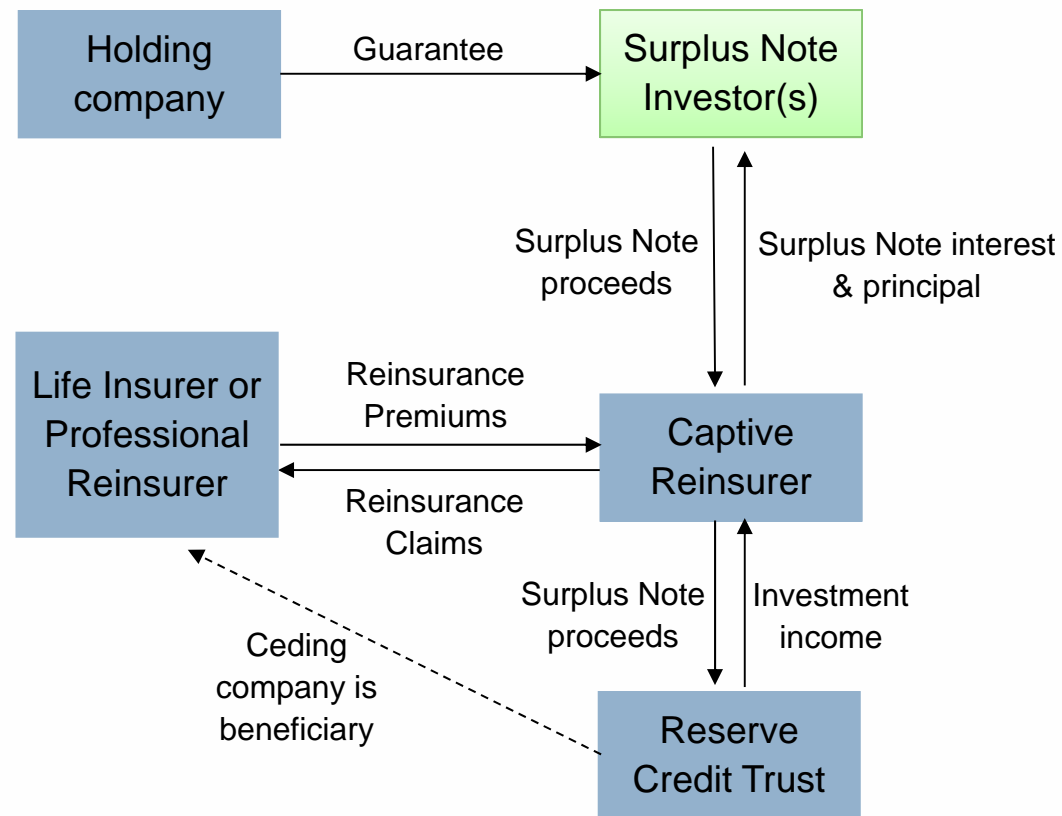 Holding
company
Guarantee
Surplus Note
Investor(s)
Surplus Note
proceeds
Surplus Note interest
& principal
Life Insurer or
Professional
Reinsurer
Reinsurance
Premiums
Reinsurance
Claims
Captive
Reinsurer
Surplus Note
proceeds
Investment
income
Ceding
company is
beneficiary
Reserve
Credit Trust